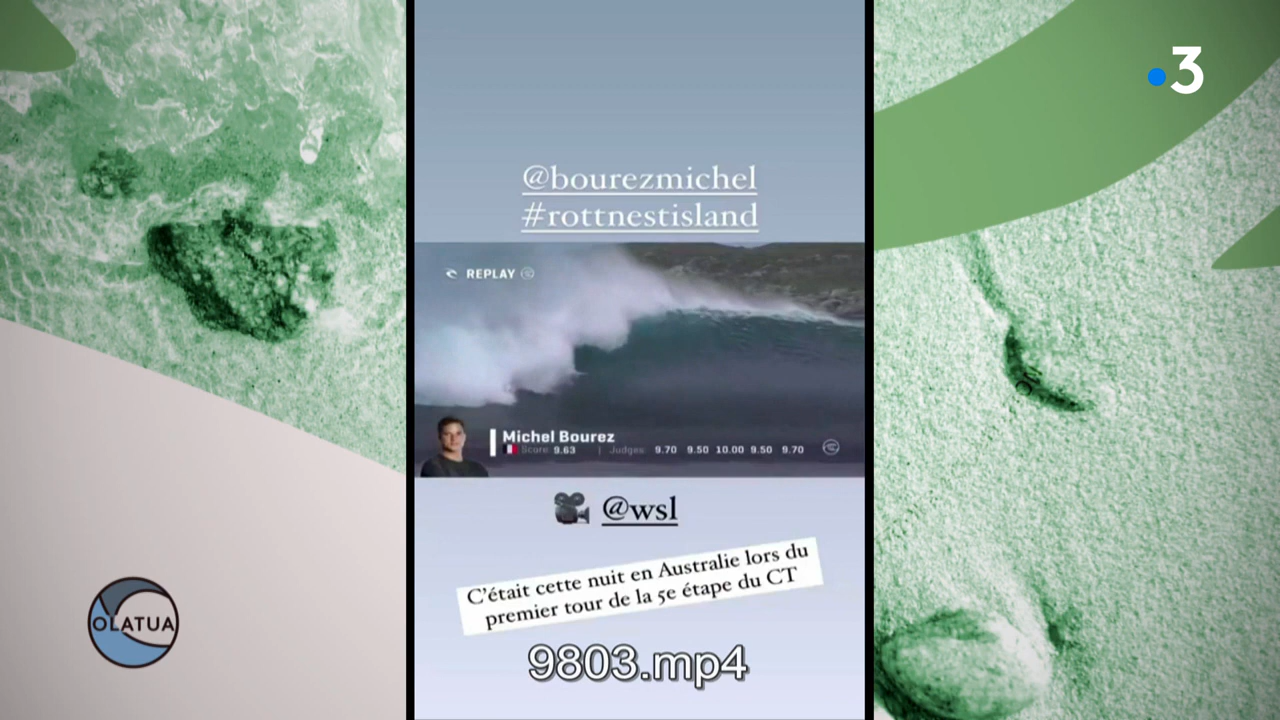 3
@bourezmichel
#rottnestisland
REPLAY
Michel Bourez
Score 9.63 | Judges 9.70 9.50 10.00 9.50 9.70
@wsl
C'était cette nuit en Australie lors du
premier tour de la 5e étape du CT
OLATUA
9803.mp4